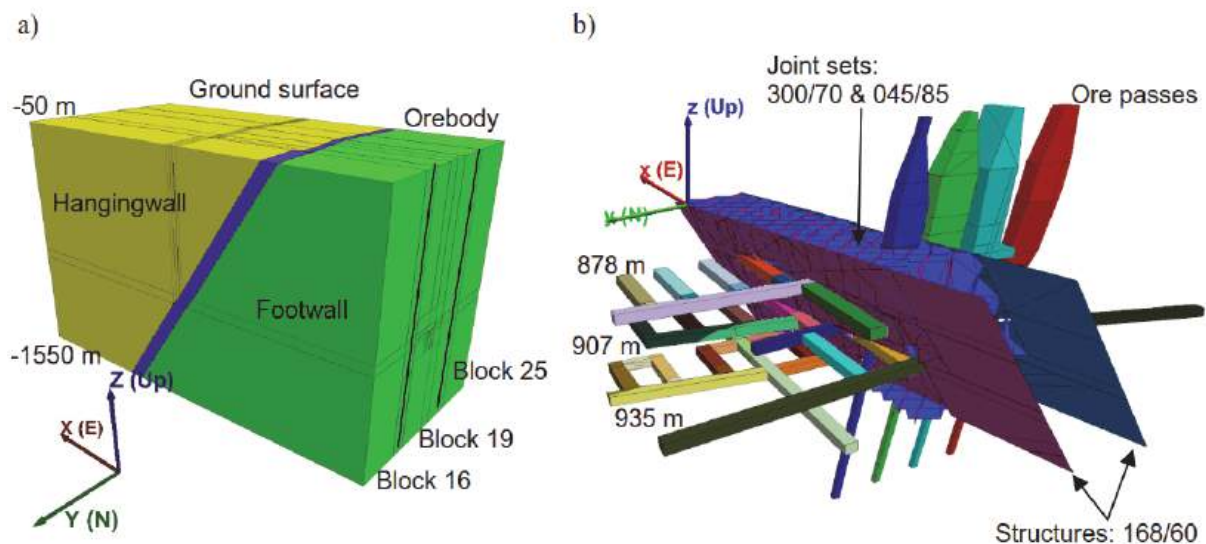 a)
Ground surface
-50 m
Orebody
Hangingwall
Footwall
-1550 m
Z (Up)
X (E)
Y (N)
Block 25
Block 19
Block 16
b)
Joint sets:
300/70 & 045/85
Ore passes
z (Up)
x (E)
y (N)
878 m
907 m
935 m
Structures: 168/60